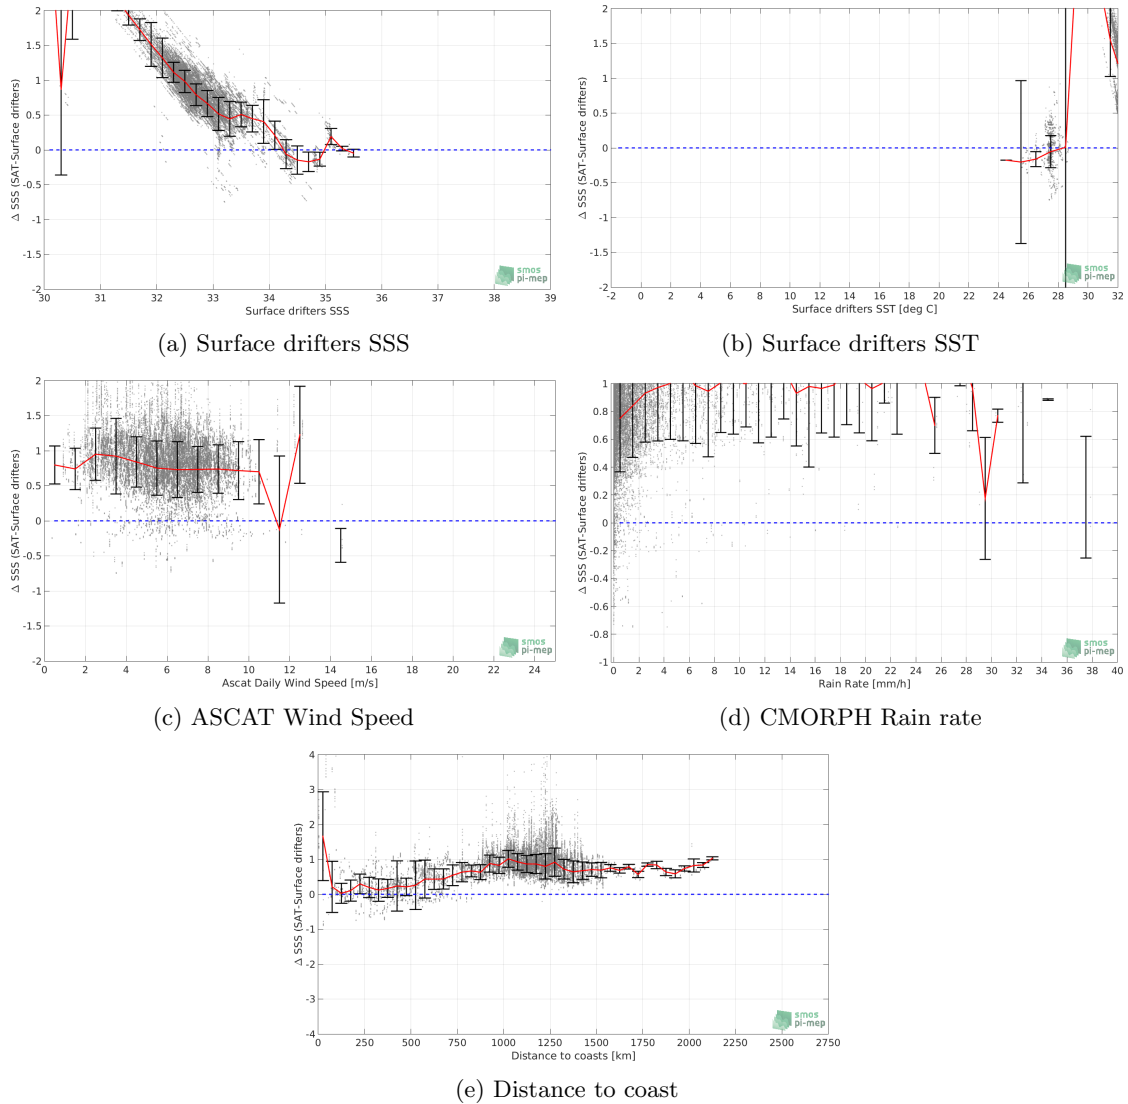 2
1.5
1
0.5
0
-0.5
-1
-1.5
-2
Δ SSS (SAT-Surface drifters)
30 31 32 33 34 35 36 37 38 39
Surface drifters SSS
smos
pi-mep
(a) Surface drifters SSS
2
1.5
1
0.5
0
-0.5
-1
-1.5
-2
Δ SSS (SAT-Surface drifters)
-2 0 2 4 6 8 10 12 14 16 18 20 22 24 26 28 30 32
Surface drifters SST [deg C]
smos
pi-mep
(b) Surface drifters SST
2
1.5
1
0.5
0
-0.5
-1
-1.5
-2
Δ SSS (SAT-Surface drifters)
0 2 4 6 8 10 12 14 16 18 20 22 24
Ascat Daily Wind Speed [m/s]
smos
pi-mep
(c) ASCAT Wind Speed
1
0.8
0.6
0.4
0.2
0
-0.2
-0.4
-0.6
-0.8
-1
Δ SSS (SAT-Surface drifters)
0 2 4 6 8 10 12 14 16 18 20 22 24 26 28 30 32 34 36 38 40
Rain Rate [mm/h]
smos
pi-mep
(d) CMORPH Rain rate
4
3
2
1
0
-1
-2
-3
-4
Δ SSS (SAT-Surface drifters)
0 250 500 750 1000 1250 1500 1750 2000 2250 2500 2750
Distance to coasts [km]
smos
pi-mep
(e) Distance to coast